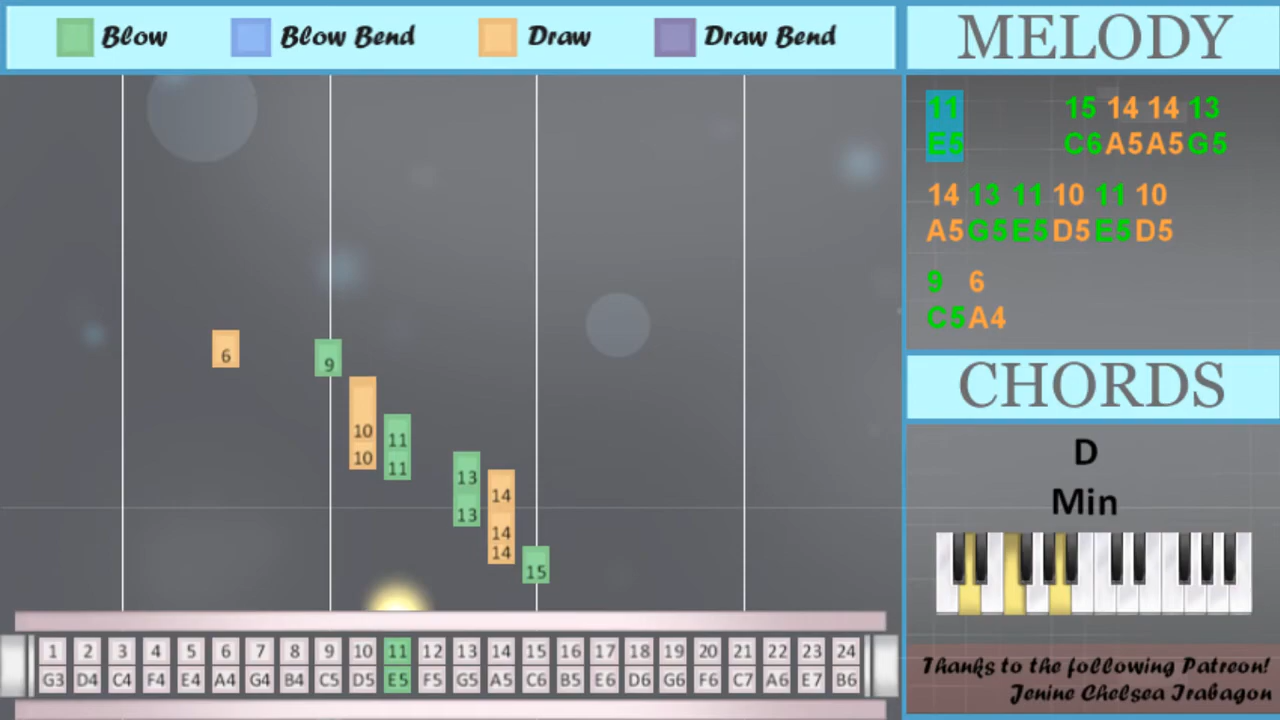 Blow Blow Bend Draw Draw Bend
MELODY
11 15 14 14 13
E5 C6 A5 A5 G5
14 13 11 10 11 10
A5 G5 E5 D5 E5 D5
9 6
C5 A4
CHORDS
D
Min
6 9
10 11
10 11
13 14
13 14
14
15
1 2 3 4 5 6 7 8 9 10 11 12 13 14 15 16 17 18 19 20 21 22 23 24
G3 D4 C4 F4 E4 A4 G4 B4 C5 D5 E5 F5 G5 A5 C6 B5 E6 D6 G6 F6 C7 A6 E7 B6
Thanks to the following Patreon!
Jenine Chelsea Irabagon